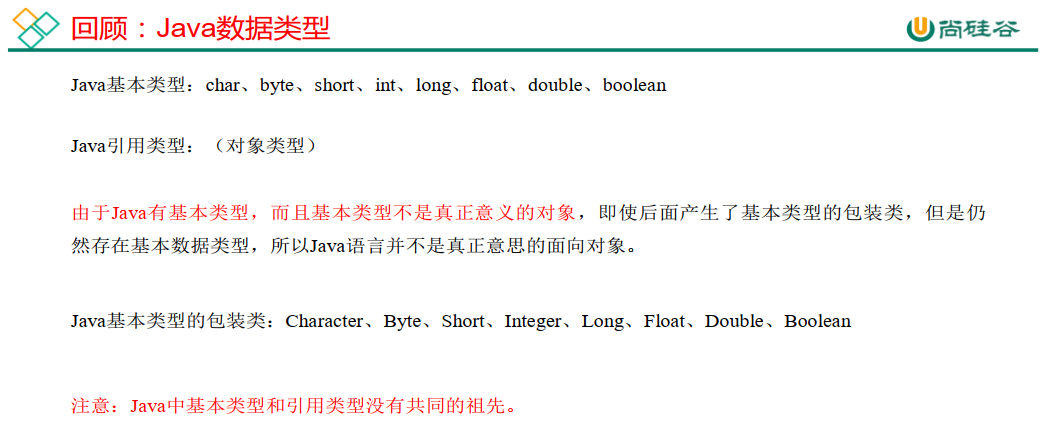 回顾：Java数据类型
尚硅谷
Java基本类型：char、byte、short、int、long、float、double、boolean
Java引用类型：（对象类型）
由于Java有基本类型，而且基本类型不是真正意义的对象，即使后面产生了基本类型的包装类，但是仍
然存在基本数据类型，所以Java语言并不是真正意思的面向对象。
Java基本类型的包装类：Character、Byte、Short、Integer、Long、Float、Double、Boolean
注意：Java中基本类型和引用类型没有共同的祖先。